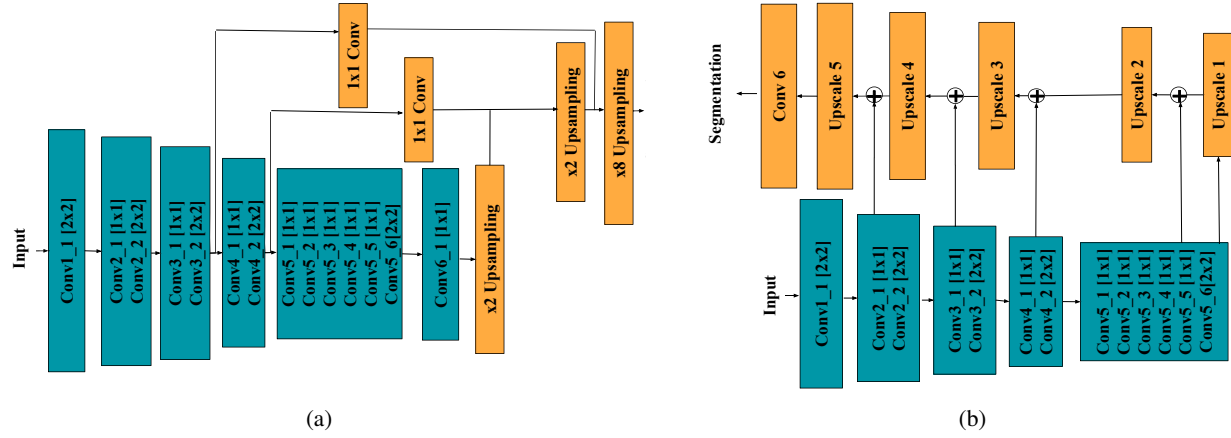 Input
Conv1_1 [2x2]
Conv2_1 [1x1]
Conv2_2 [2x2]
Conv3_1 [1x1]
Conv3_2 [2x2]
Conv4_1 [1x1]
Conv4_2 [2x2]
Conv5_1 [1x1]
Conv5_2 [1x1]
Conv5_3 [1x1]
Conv5_4 [1x1]
Conv5_5 [1x1]
Conv5_6[2x2]
Conv6_1 [1x1]
x2 Upsampling
1x1 Conv
1x1 Conv
x2 Upsampling
x8 Upsampling
(a)
Segmentation
Conv 6
Upscale 5
Upscale 4
Upscale 3
Upscale 2
Upscale 1
Input
Conv1_1 [2x2]
Conv2_1 [1x1]
Conv2_2 [2x2]
Conv3_1 [1x1]
Conv3_2 [2x2]
Conv4_1 [1x1]
Conv4_2 [2x2]
Conv5_1 [1x1]
Conv5_2 [1x1]
Conv5_3 [1x1]
Conv5_4 [1x1]
Conv5_5 [1x1]
Conv5_6[2x2]
(b)